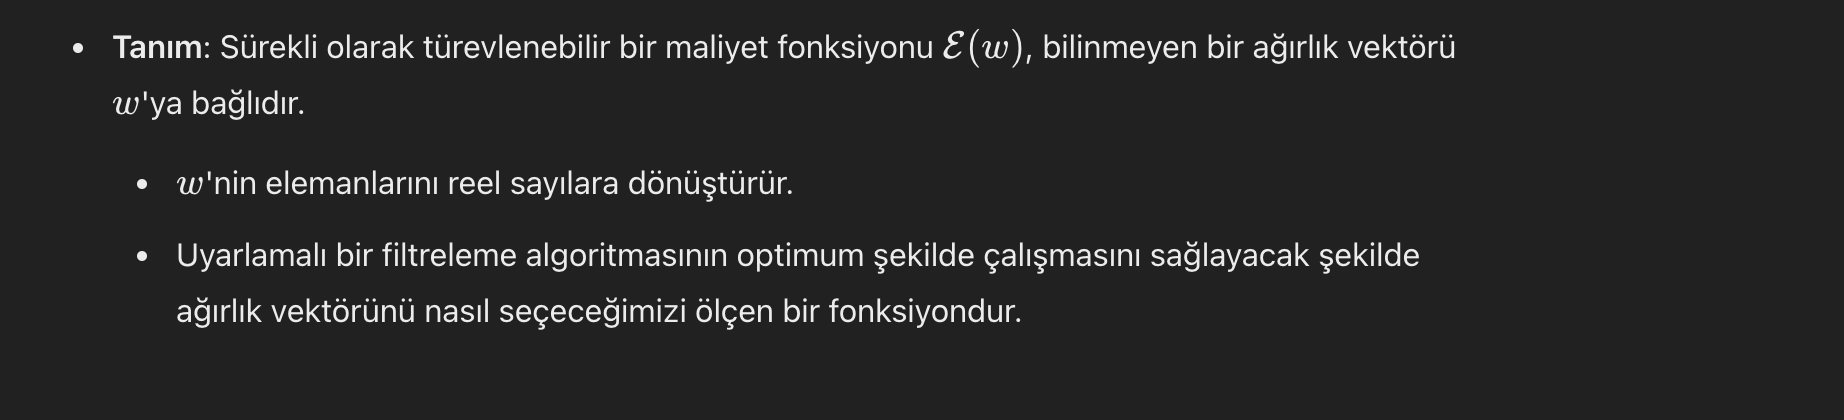 • Tanım: Sürekli olarak türevlenebilir bir maliyet fonksiyonu ℰ(w), bilinmeyen bir ağırlık vektörü
w'ya bağlıdır.
• w'nin elemanlarını reel sayılara dönüştürür.
• Uyarlamalı bir filtreleme algoritmasının optimum şekilde çalışmasını sağlayacak şekilde
ağırlık vektörünü nasıl seçeceğimizi ölçen bir fonksiyondur.